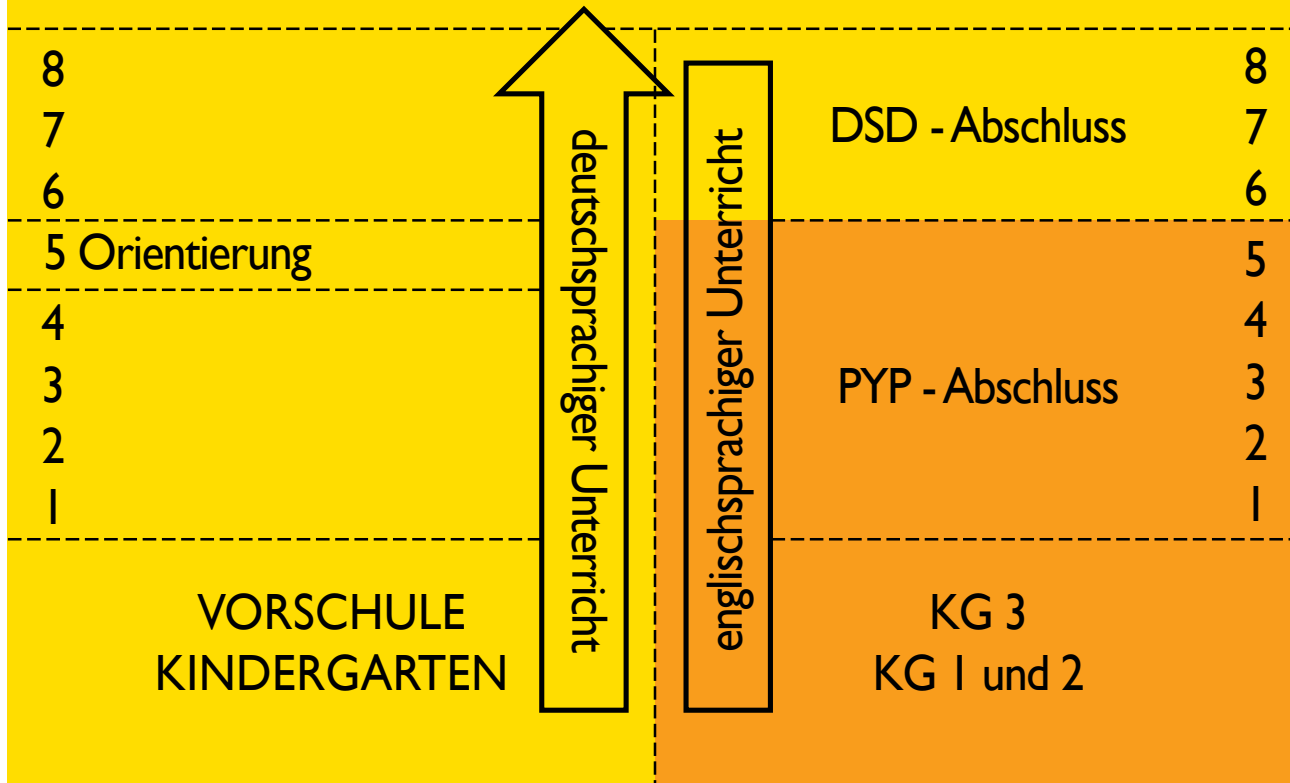 8
7
6
5 Orientierung
4
3
2
1
VORSCHULE
KINDERGARTEN
deutschsprachiger Unterricht
englischsprachiger Unterricht
DSD - Abschluss
PYP - Abschluss
8
7
6
5
4
3
2
1
KG 3
KG 1 und 2